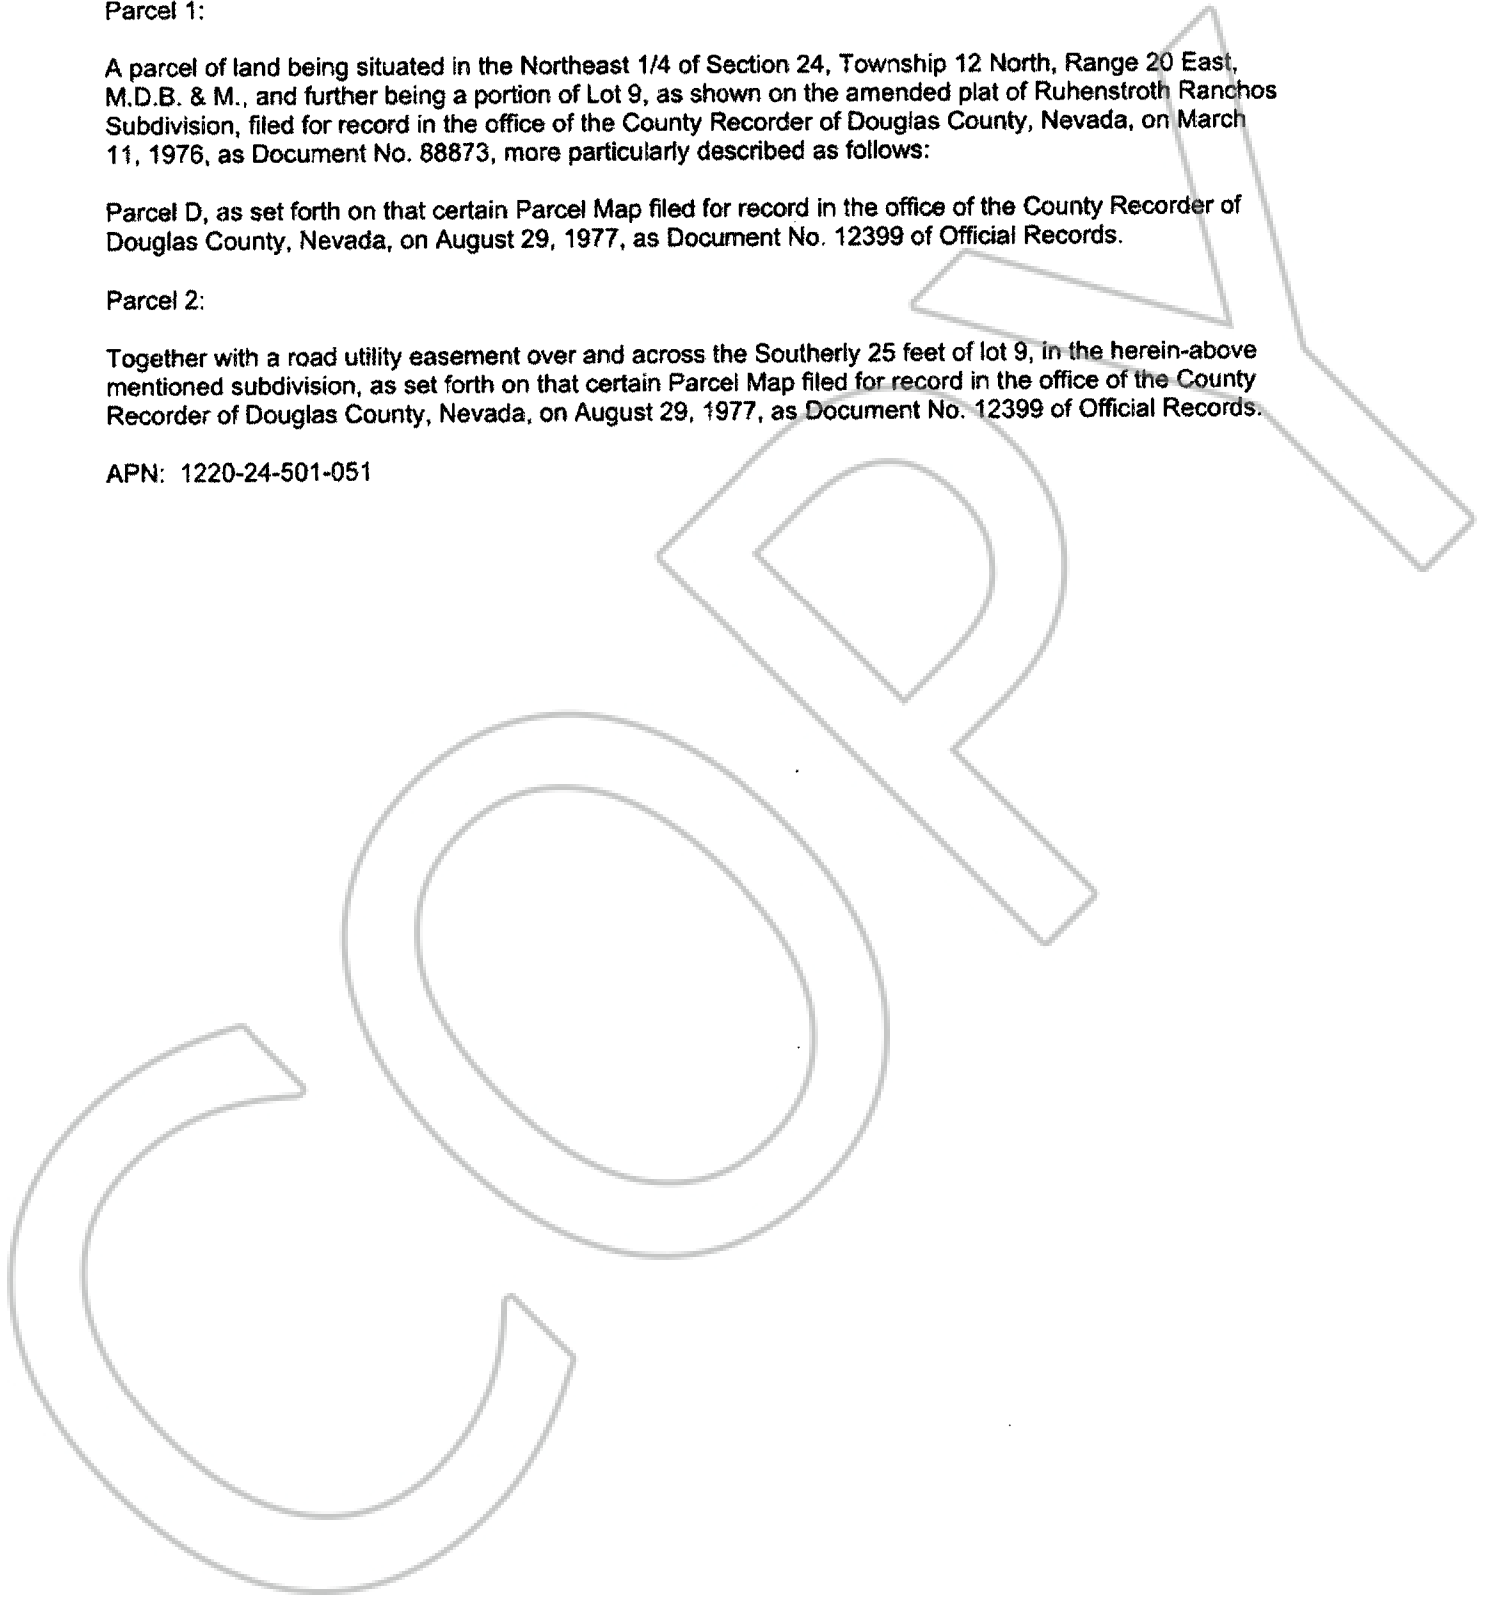 Parcel 1:
A parcel of land being situated in the Northeast 1/4 of Section 24, Township 12 North, Range 20 East,
M.D.B. & M., and further being a portion of Lot 9, as shown on the amended plat of Ruhenstroth Ranchos
Subdivision, filed for record in the office of the County Recorder of Douglas County, Nevada, on March
11, 1976, as Document No. 88873, more particularly described as follows:
Parcel D, as set forth on that certain Parcel Map filed for record in the office of the County Recorder of
Douglas County, Nevada, on August 29, 1977, as Document No. 12399 of Official Records.
Parcel 2:
Together with a road utility easement over and across the Southerly 25 feet of lot 9, in the herein-above
mentioned subdivision, as set forth on that certain Parcel Map filed for record in the office of the County
Recorder of Douglas County, Nevada, on August 29, 1977, as Document No. 12399 of Official Records.
APN: 1220-24-501-051
COPY